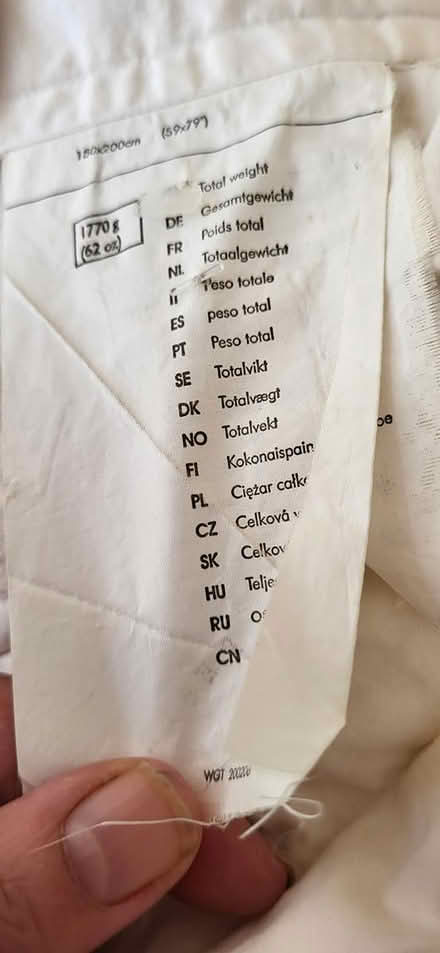 150x200cm (59x79")
Total weight
1770 g
(62 oz)
DE Gesamtgewicht
FR Poids total
NL Totaalgewicht
IT Peso totale
ES peso total
PT Peso total
SE Totalvikt
DK Totalvægt
NO Totalvekt
FI Kokonaispain
PL Ciężar całk
CZ Celková
SK Celkov
HU Telje
RU
CN
WGT